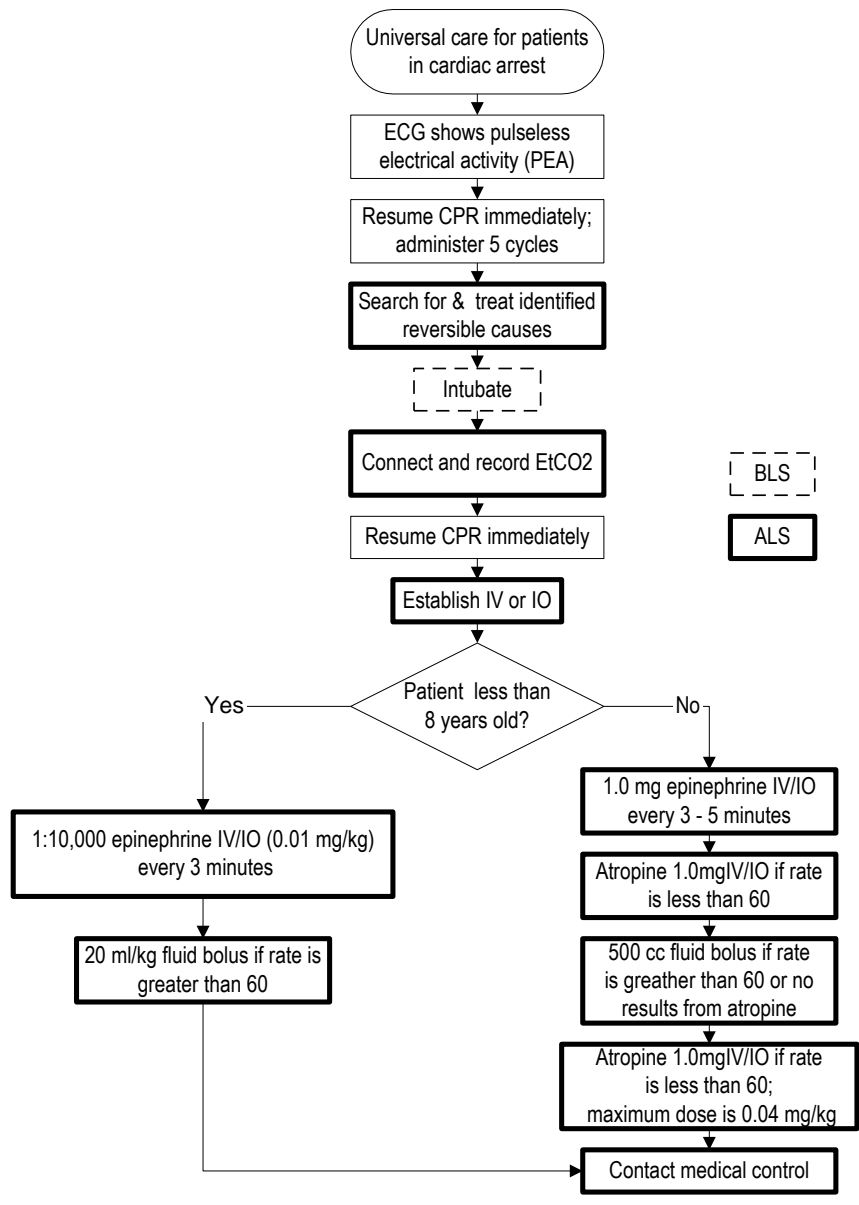 Universal care for patients
in cardiac arrest
ECG shows pulseless
electrical activity (PEA)
Resume CPR immediately;
administer 5 cycles
Search for & treat identified
reversible causes
Intubate
Connect and record EtCO2
BLS
Resume CPR immediately
ALS
Establish IV or IO
Patient less than
8 years old?
Yes
No
1:10,000 epinephrine IV/IO (0.01 mg/kg)
every 3 minutes
20 ml/kg fluid bolus if rate is
greater than 60
1.0 mg epinephrine IV/IO
every 3 - 5 minutes
Atropine 1.0mgIV/IO if rate
is less than 60
500 cc fluid bolus if rate
is greather than 60 or no
results from atropine
Atropine 1.0mgIV/IO if rate
is less than 60;
maximum dose is 0.04 mg/kg
Contact medical control